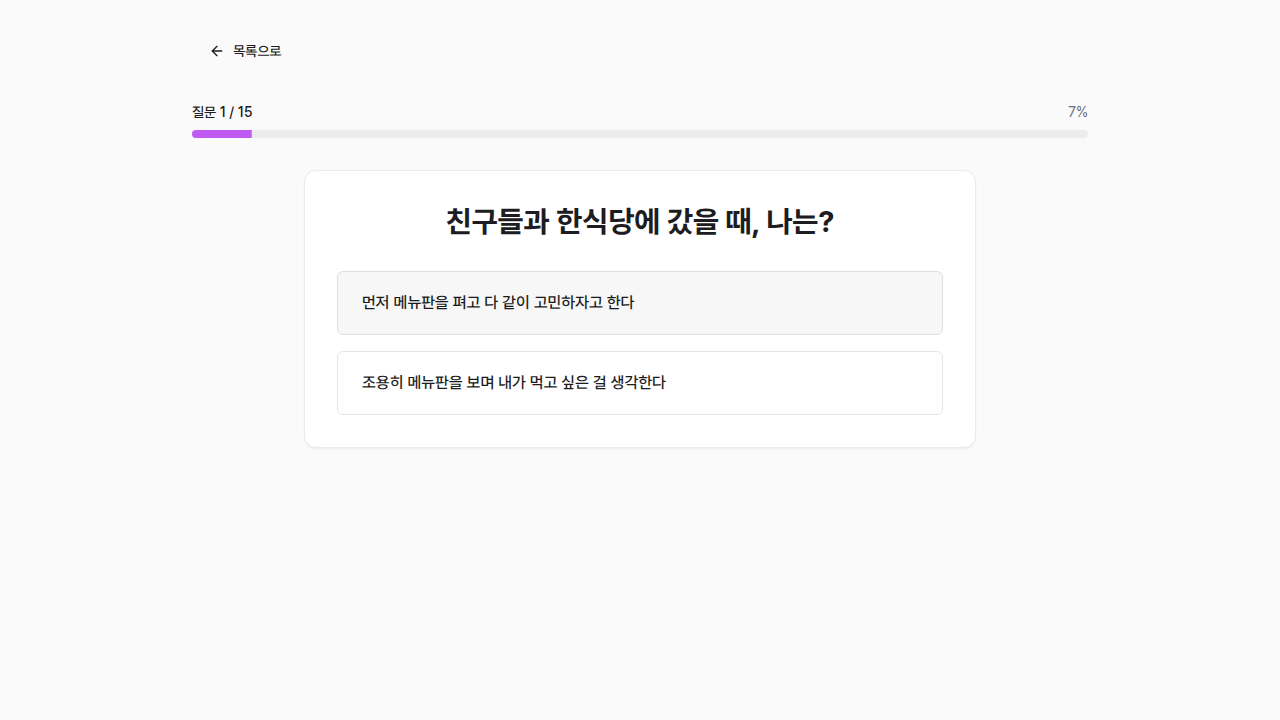 목록으로
질문 1 / 15
7%
친구들과 한식당에 갔을 때, 나는?
먼저 메뉴판을 펴고 다 같이 고민하자고 한다
조용히 메뉴판을 보며 내가 먹고 싶은 걸 생각한다